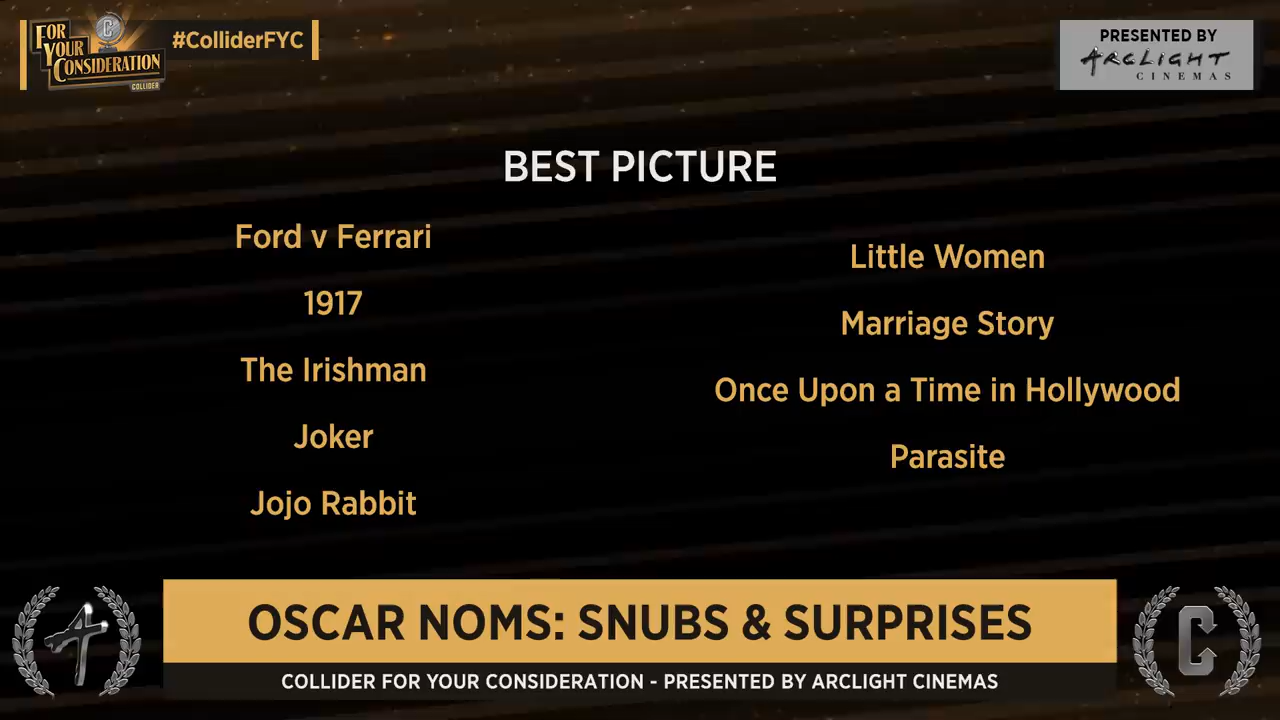 FOR
YOUR
CONSIDERATION
COLLIDER
#ColliderFYC
PRESENTED BY
ARCLIGHT
CINEMAS
BEST PICTURE
Ford v Ferrari
1917
The Irishman
Joker
Jojo Rabbit
Little Women
Marriage Story
Once Upon a Time in Hollywood
Parasite
OSCAR NOMS: SNUBS & SURPRISES
COLLIDER FOR YOUR CONSIDERATION - PRESENTED BY ARCLIGHT CINEMAS